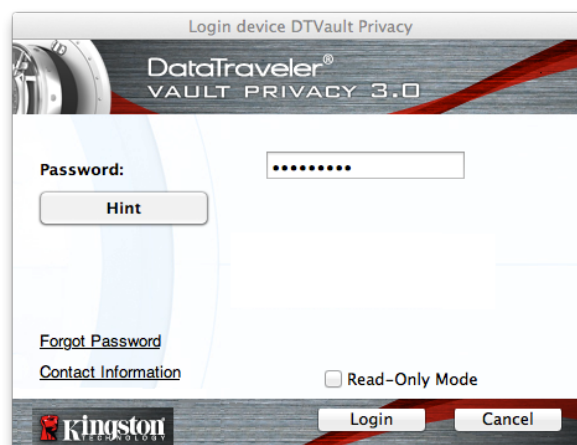 Login device DTVault Privacy
DataTraveler®
VAULT PRIVACY 3.0
Password:
•••••••••
Hint
Forgot Password
Contact Information
Read-Only Mode
Kingston
TECHNOLOGY
Login
Cancel